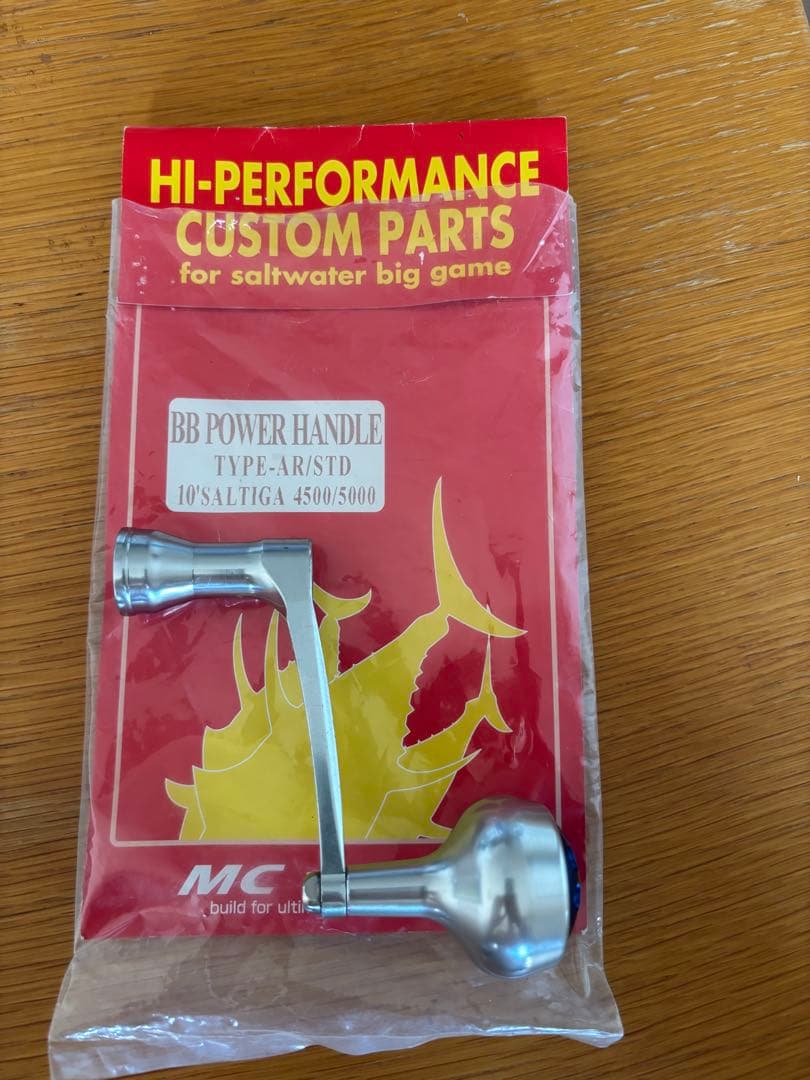 HI-PERFORMANCE
CUSTOM PARTS
for saltwater big game
BB POWER HANDLE
TYPE-AR/STD
10'SALTIGA 4500/5000
MC
build for